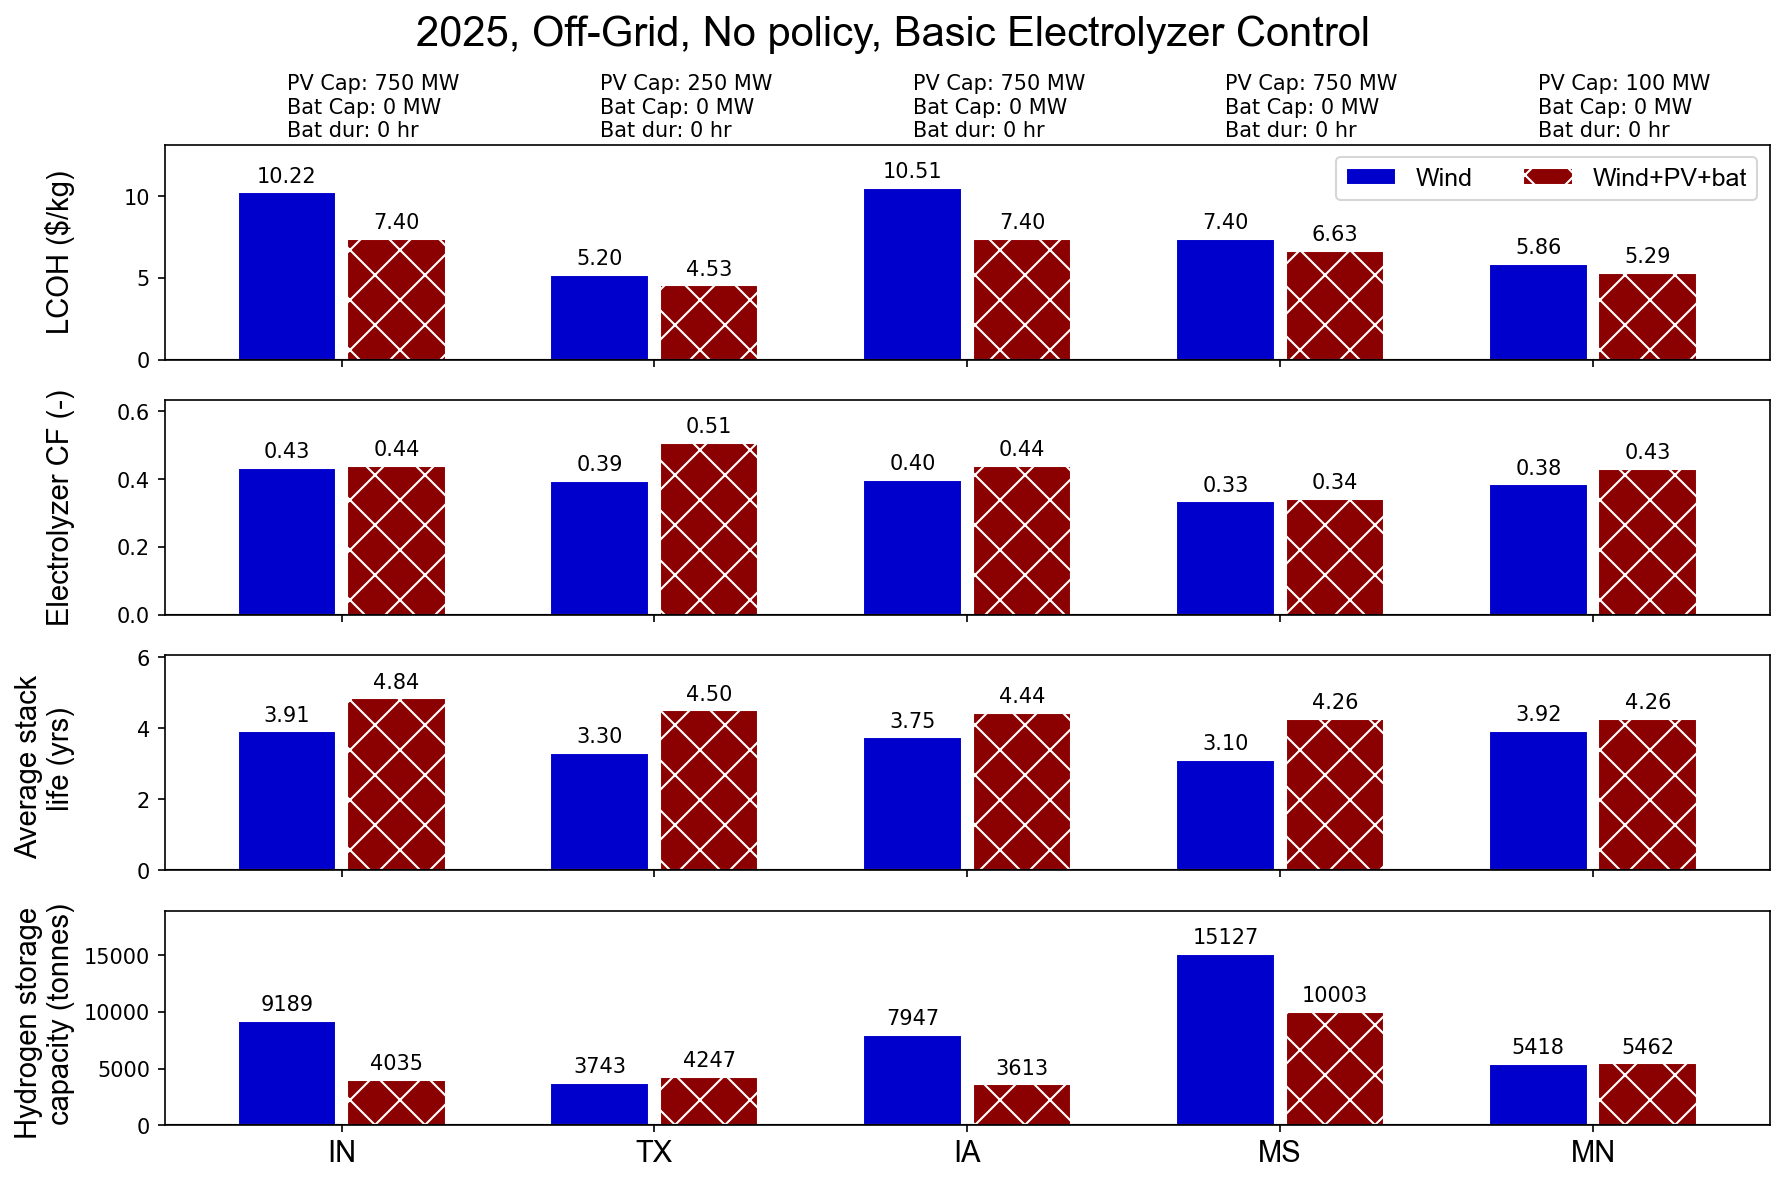 2025, Off-Grid, No policy, Basic Electrolyzer Control
PV Cap: 750 MW
Bat Cap: 0 MW
Bat dur: 0 hr
PV Cap: 250 MW
Bat Cap: 0 MW
Bat dur: 0 hr
PV Cap: 750 MW
Bat Cap: 0 MW
Bat dur: 0 hr
PV Cap: 750 MW
Bat Cap: 0 MW
Bat dur: 0 hr
PV Cap: 100 MW
Bat Cap: 0 MW
Bat dur: 0 hr
LCOH ($/kg)
10
5
0
10.22
7.40
5.20
4.53
10.51
7.40
7.40
6.63
5.86
5.29
Wind
Wind+PV+bat
Electrolyzer CF (-)
0.6
0.4
0.2
0.0
0.43
0.44
0.39
0.51
0.40
0.44
0.33
0.34
0.38
0.43
Average stack
life (yrs)
6
4
2
0
3.91
4.84
3.30
4.50
3.75
4.44
3.10
4.26
3.92
4.26
Hydrogen storage
capacity (tonnes)
15000
10000
5000
0
9189
4035
3743
4247
7947
3613
15127
10003
5418
5462
IN
TX
IA
MS
MN